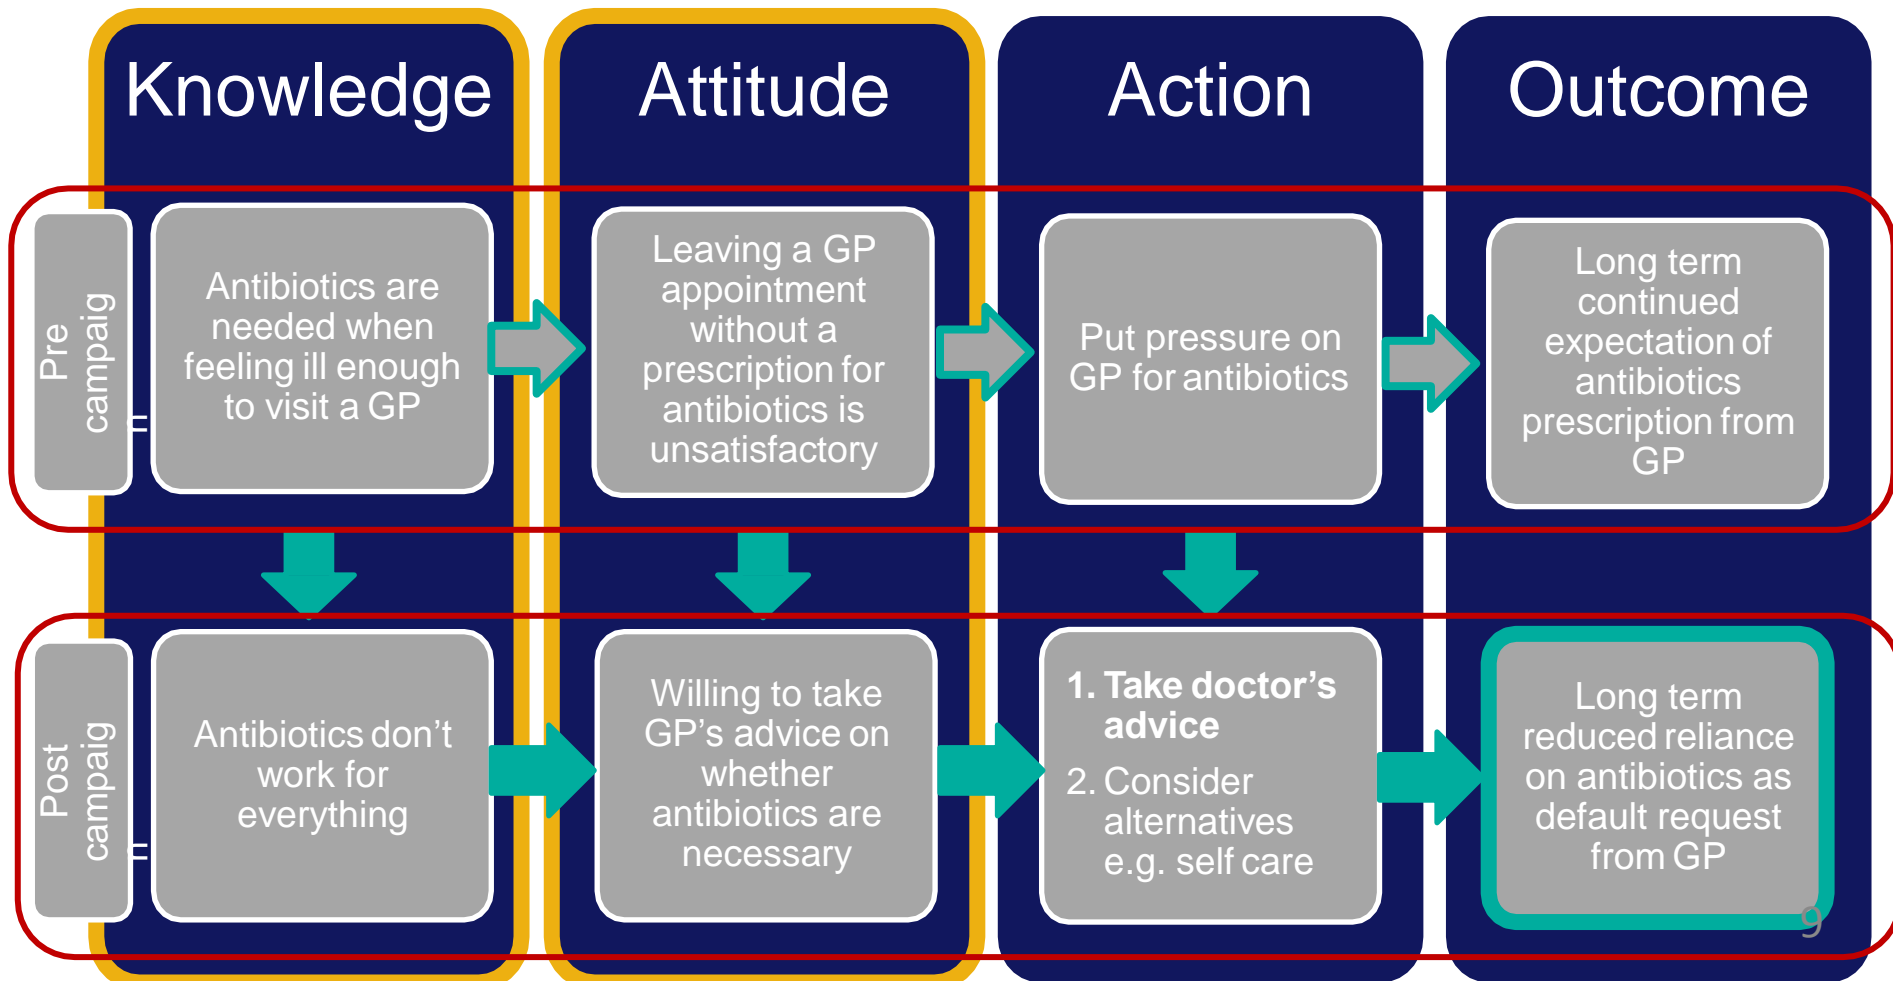 Knowledge
Attitude
Action
Outcome
Pre
campaig
n
Antibiotics are
needed when
feeling ill enough
to visit a GP
Leaving a GP
appointment
without a
prescription for
antibiotics is
unsatisfactory
Put pressure on
GP for antibiotics
Long term
continued
expectation of
antibiotics
prescription from
GP
Post
campaig
n
Antibiotics don’t
work for
everything
Willing to take
GP’s advice on
whether
antibiotics are
necessary
1. Take doctor’s
advice
2. Consider
alternatives
e.g. self care
Long term
reduced reliance
on antibiotics as
default request
from GP
9